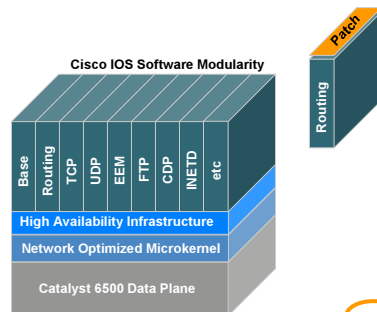 Cisco IOS Software Modularity
Patch
Routing
Base
Routing
TCP
UDP
EEM
FTP
CDP
INETD
etc
High Availability Infrastructure
Network Optimized Microkernel
Catalyst 6500 Data Plane